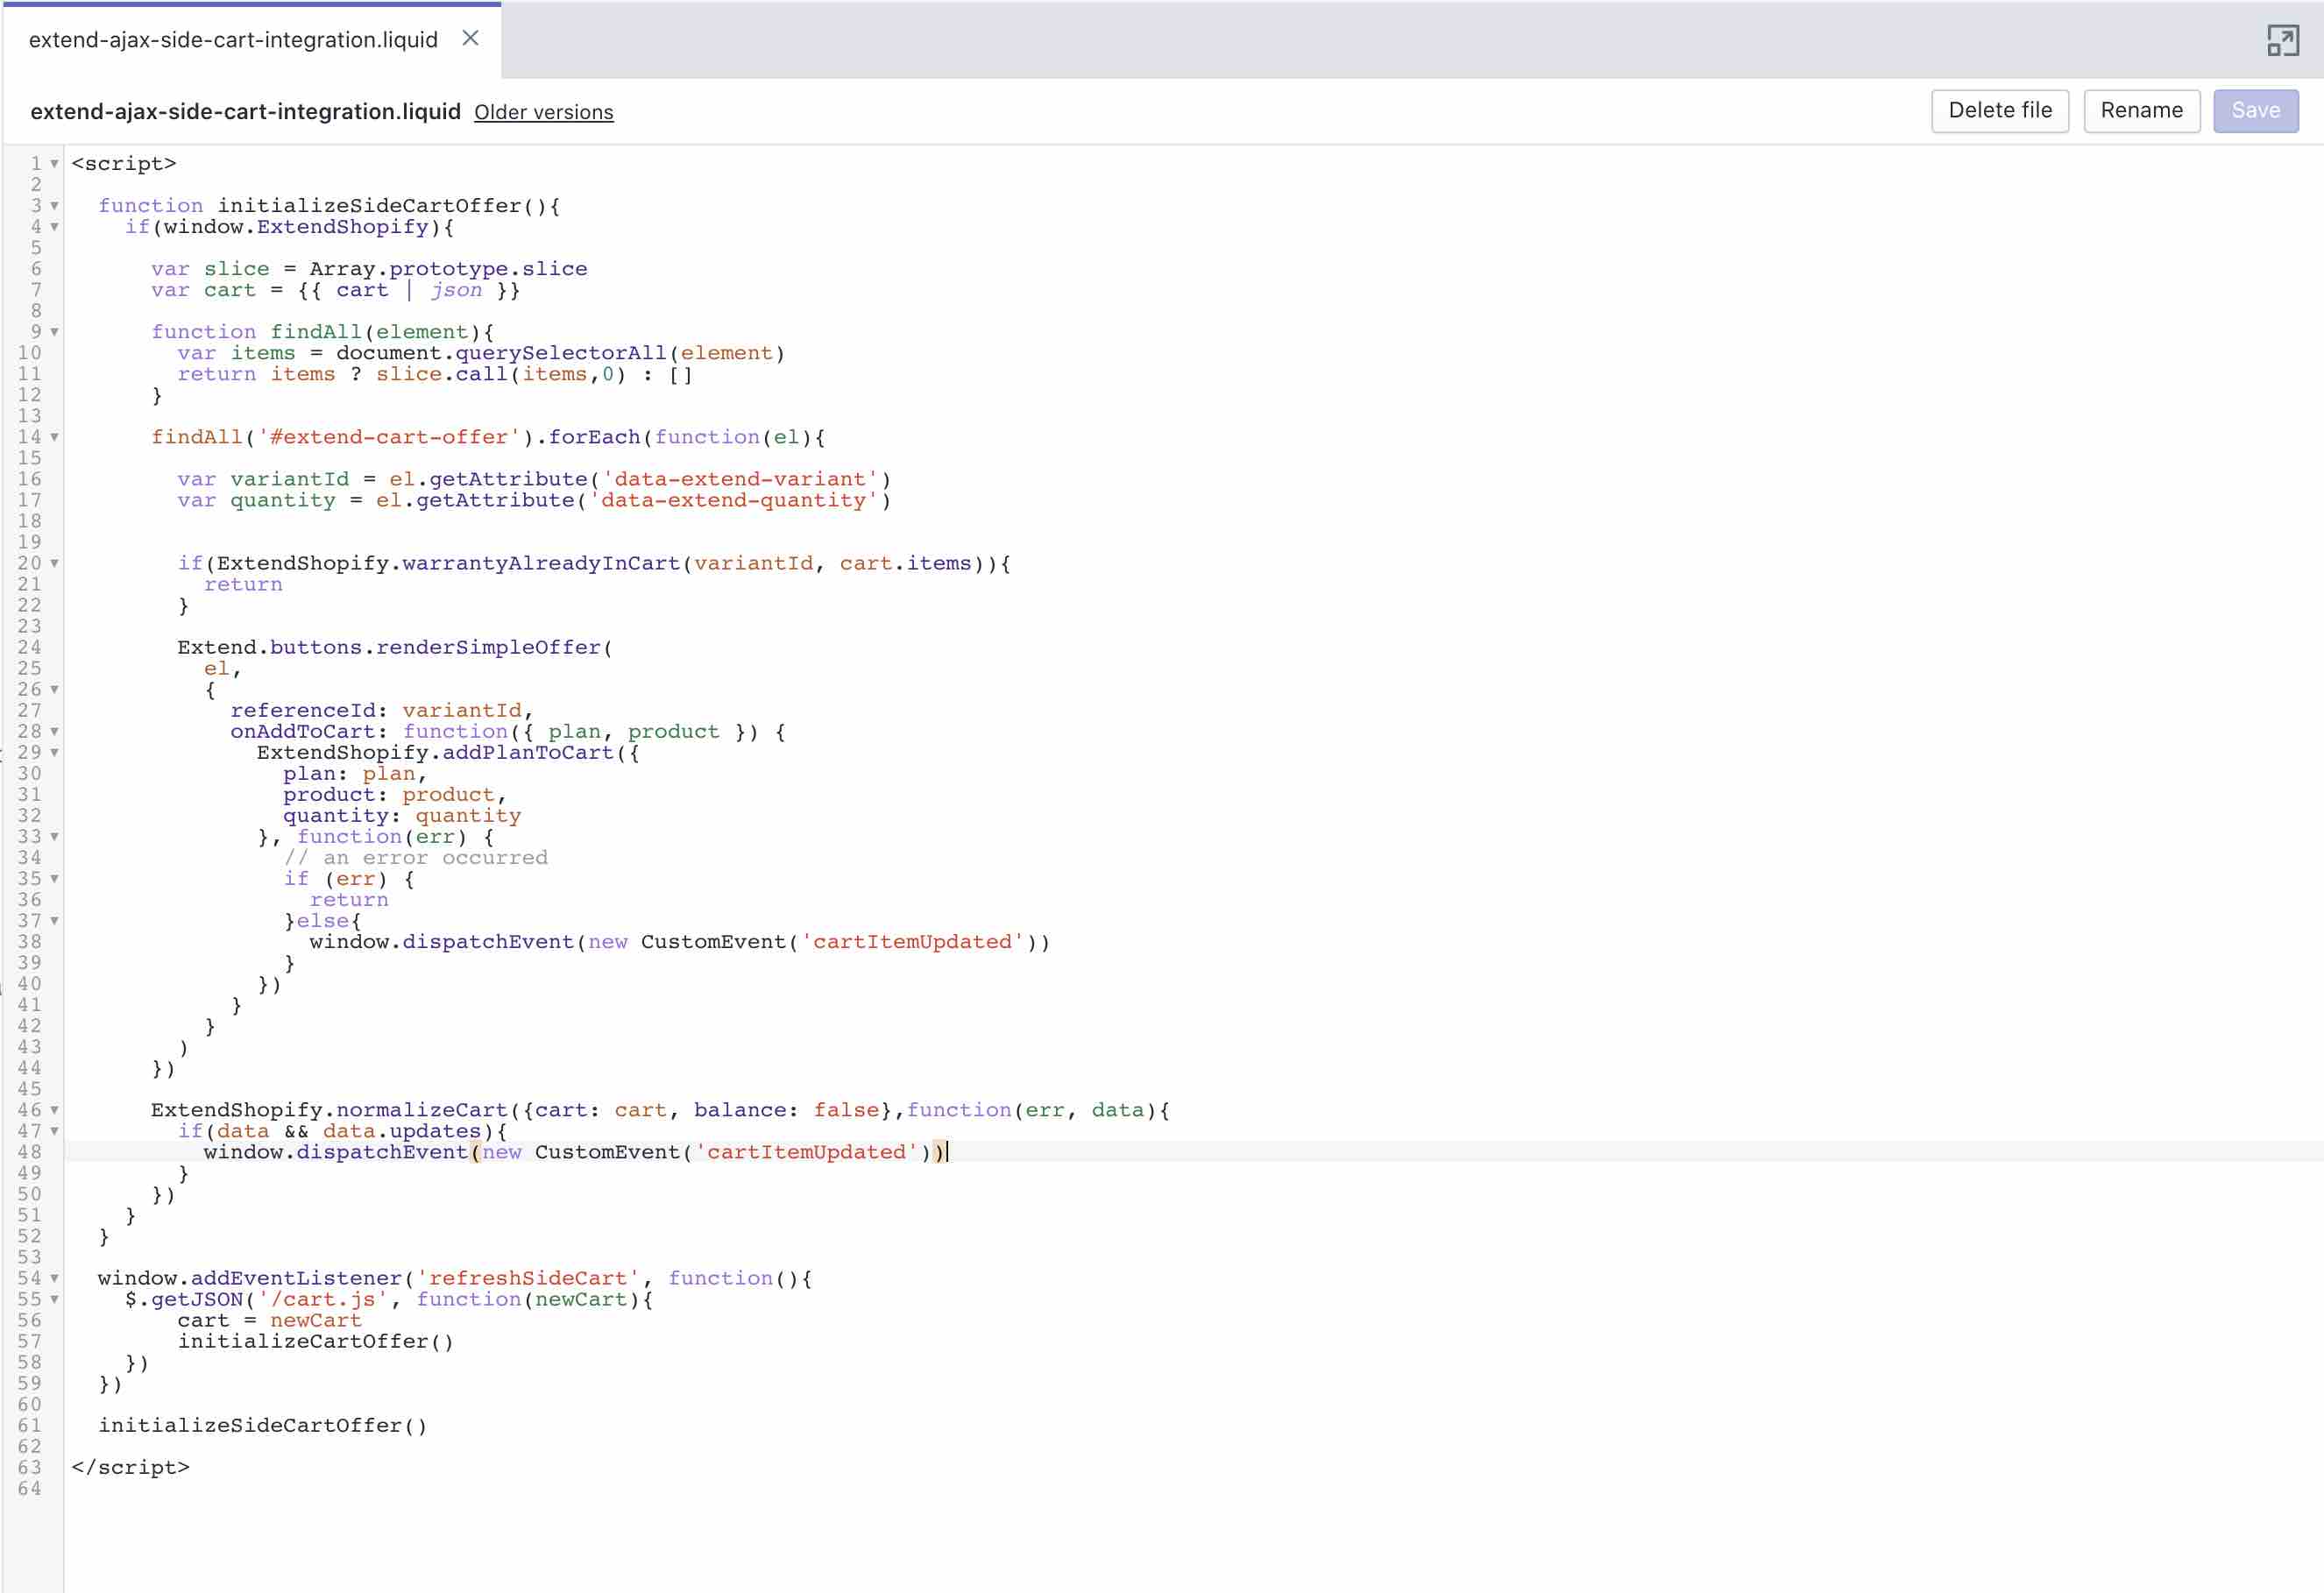 extend-ajax-side-cart-integration.liquid ×
extend-ajax-side-cart-integration.liquid Older versions Delete file Rename Save
1 <script>
2
3   function initializeSideCartOffer(){
4     if(window.ExtendShopify){
5
6       var slice = Array.prototype.slice
7       var cart = {{ cart | json }}
8
9       function findAll(element){
10         var items = document.querySelectorAll(element)
11         return items ? slice.call(items,0) : []
12       }
13
14       findAll('#extend-cart-offer').forEach(function(el){
15
16         var variantId = el.getAttribute('data-extend-variant')
17         var quantity = el.getAttribute('data-extend-quantity')
18
19
20         if(ExtendShopify.warrantyAlreadyInCart(variantId, cart.items)){
21           return
22         }
23
24         Extend.buttons.renderSimpleOffer(
25           el,
26           {
27             referenceId: variantId,
28             onAddToCart: function({ plan, product }) {
29               ExtendShopify.addPlanToCart({
30                 plan: plan,
31                 product: product,
32                 quantity: quantity
33               }, function(err) {
34                 // an error occurred
35                 if (err) {
36                   return
37                 }else{
38                   window.dispatchEvent(new CustomEvent('cartItemUpdated'))
39                 }
40               })
41             }
42           }
43         )
44       })
45
46       ExtendShopify.normalizeCart({cart: cart, balance: false},function(err, data){
47         if(data && data.updates){
48           window.dispatchEvent(new CustomEvent('cartItemUpdated'))
49         }
50       })
51     }
52   }
53
54   window.addEventListener('refreshSideCart', function(){
55     $.getJSON('/cart.js', function(newCart){
56         cart = newCart
57         initializeCartOffer()
58     })
59   })
60
61   initializeSideCartOffer()
62
63 </script>
64